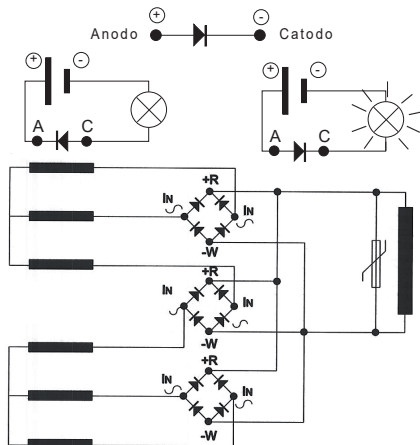 + -
Anodo Catodo
+ - + -
A C A C
+R
IN IN
-W
+R
IN IN
-W
+R
IN IN
-W